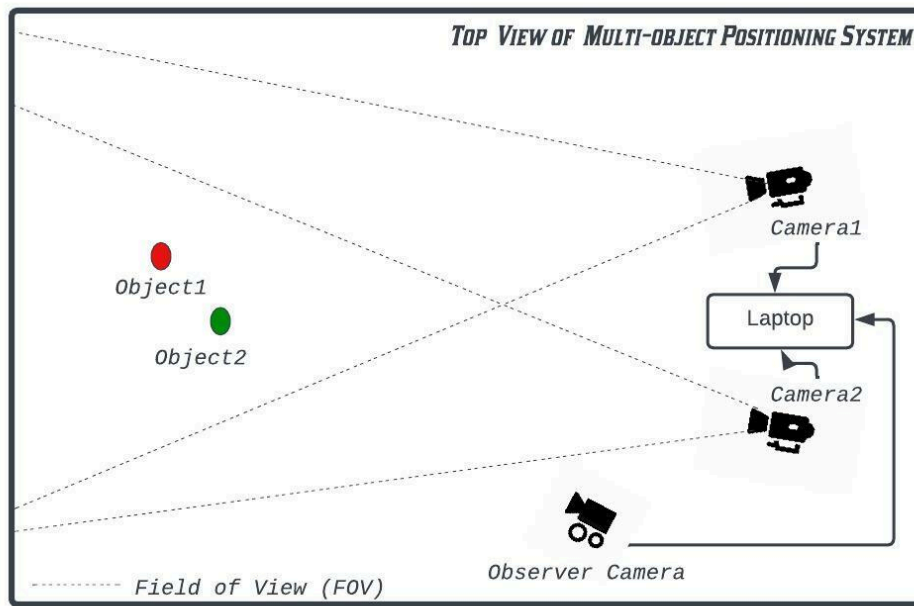 TOP VIEW OF MULTI-OBJECT POSITIONING SYSTEM
Camera1
Object1
Laptop
Object2
Camera2
Observer Camera
Field of View (FOV)